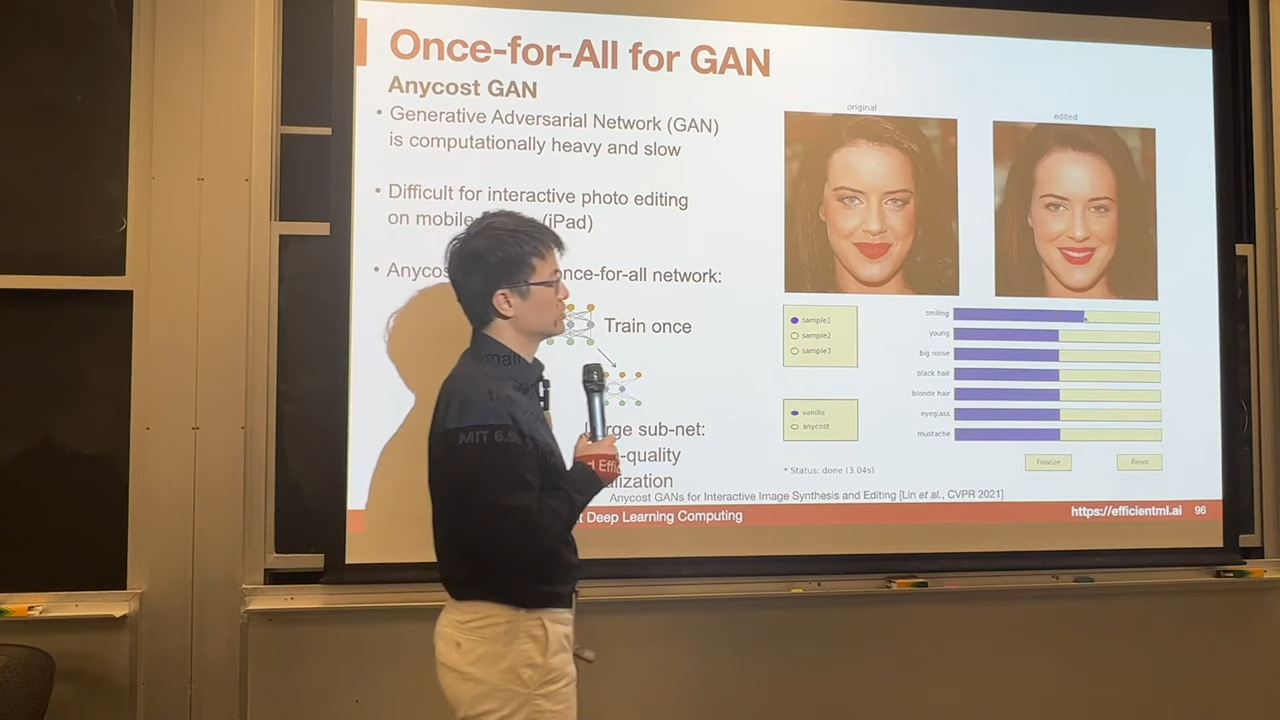 Once-for-All for GAN
Anycost GAN
• Generative Adversarial Network (GAN)
is computationally heavy and slow
• Difficult for interactive photo editing
on mobile (iPad)
• Anycos once-for-all network:
Train once
small
MIT 6.5
rge sub-net:
-quality
lization
original
edited
sample1
sample2
sample3
vanilla
anycost
smiling
young
big noise
black hair
blonde hair
eyeglass
mustache
Finalize
Reset
* Status: done (3.04s)
Anycost GANs for Interactive Image Synthesis and Editing [Lin et al., CVPR 2021]
d Effic
t Deep Learning Computing
https://efficientml.ai
96